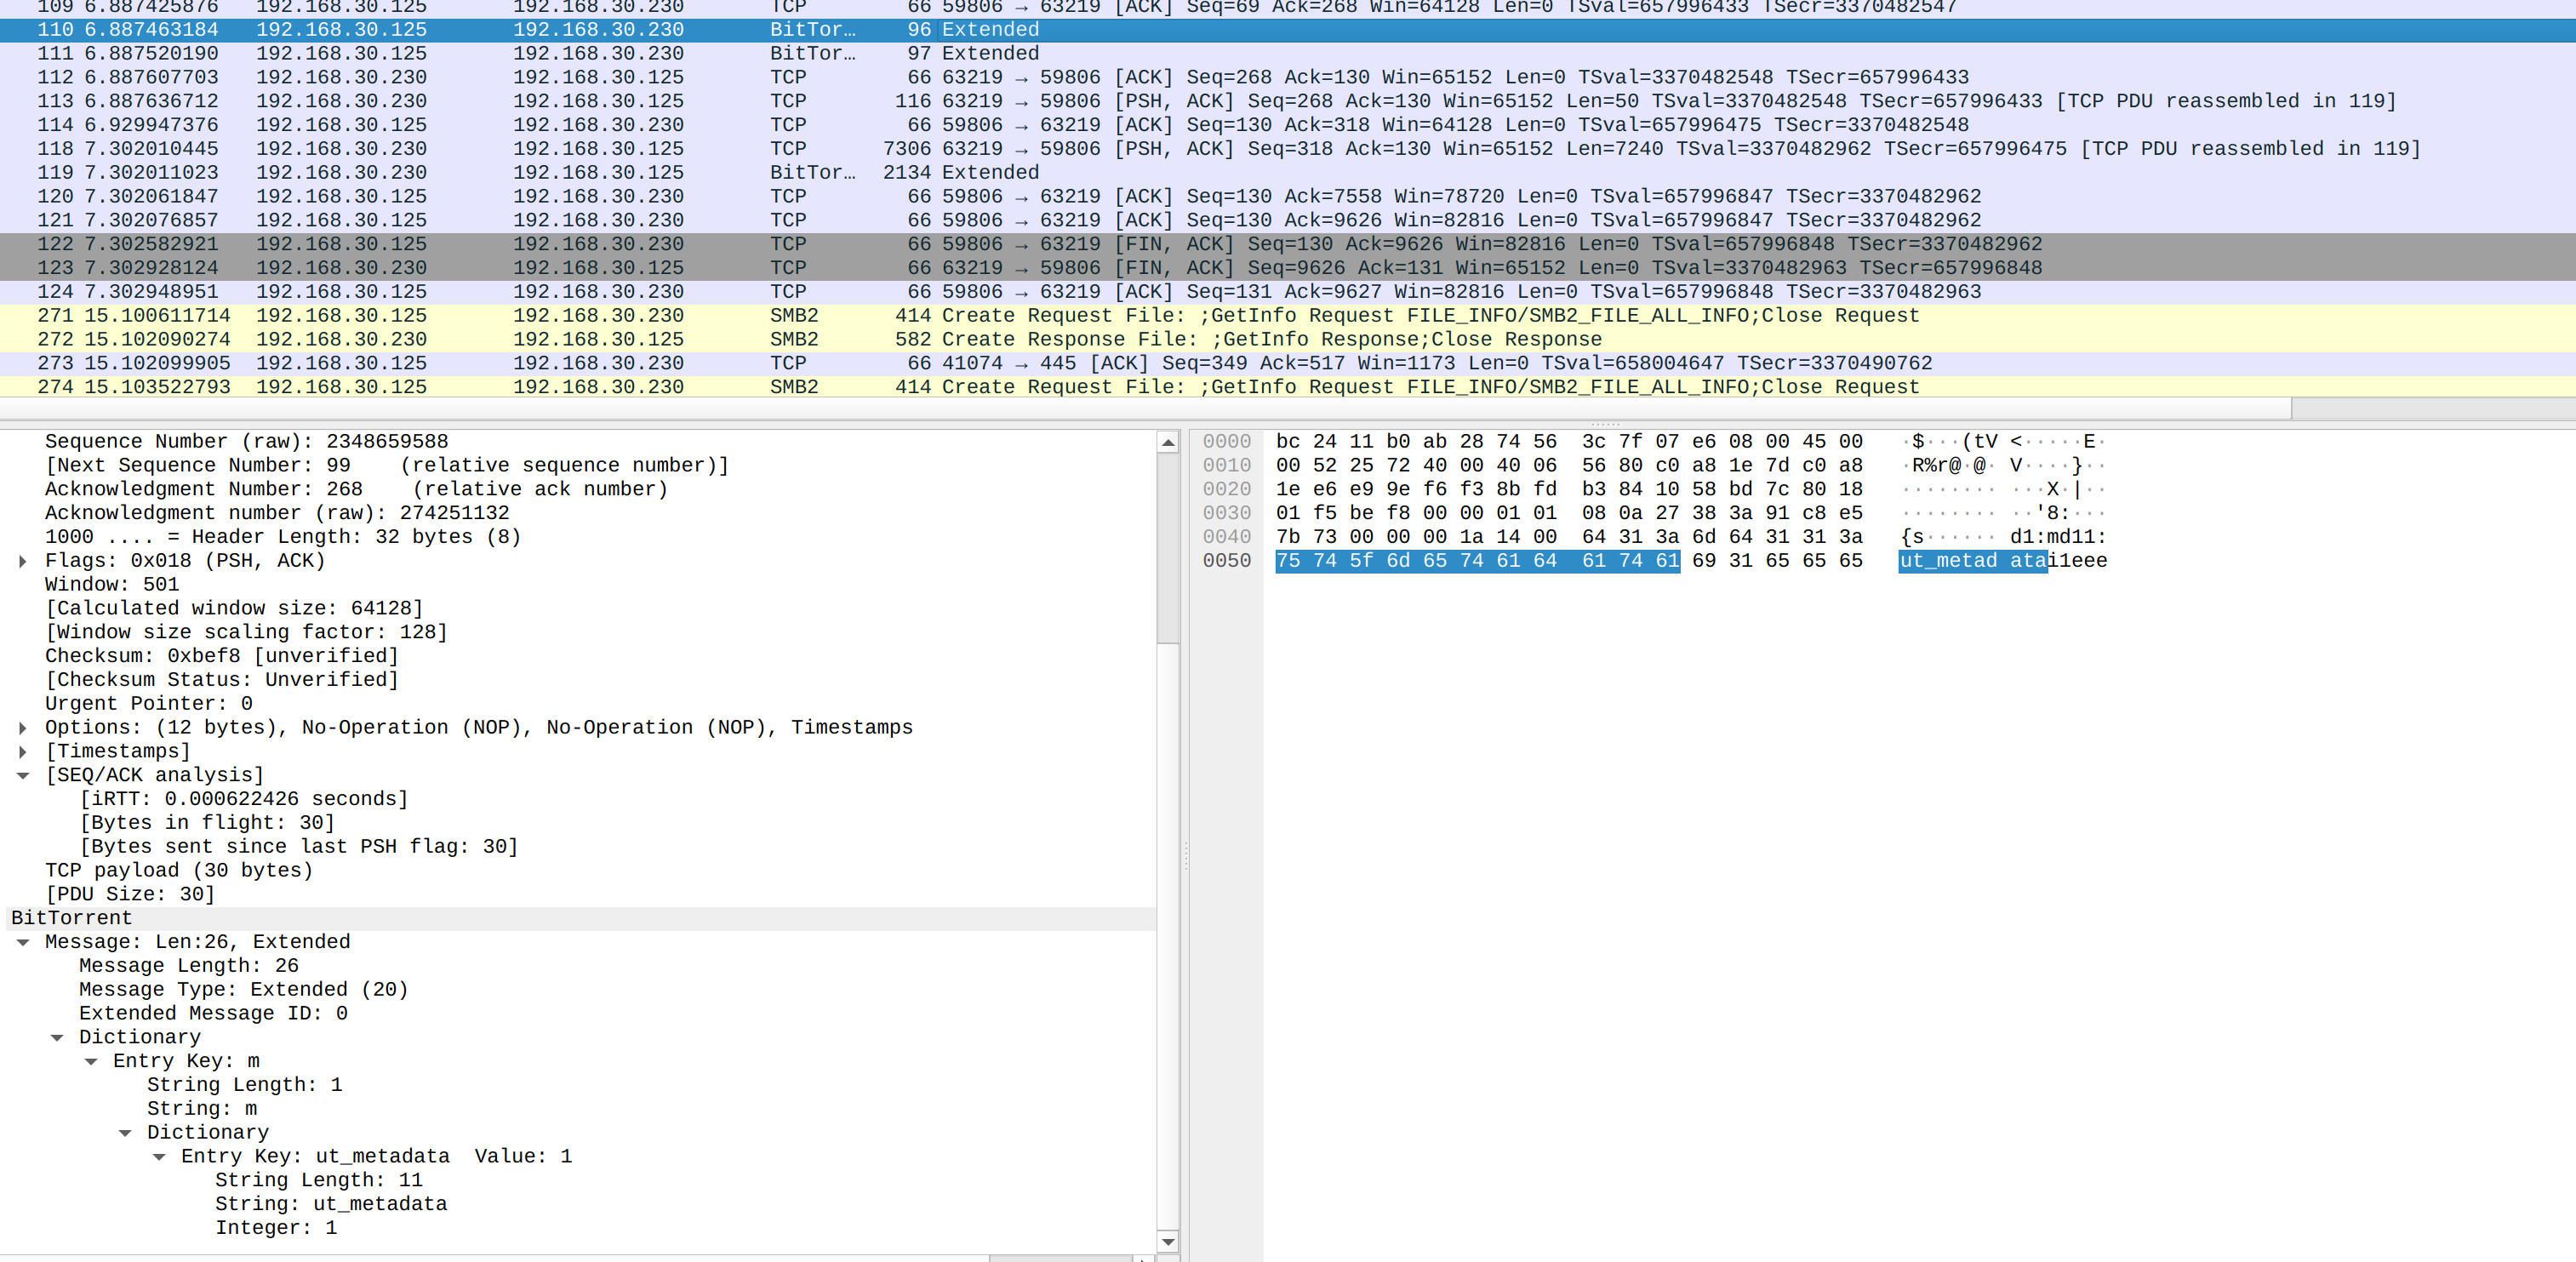 109 6.887425876 192.168.30.125 192.168.30.230 TCP 66 59806 → 63219 [ACK] Seq=69 Ack=268 Win=64128 Len=0 TSval=657996433 TSecr=3370482547
110 6.887463184 192.168.30.125 192.168.30.230 BitTor… 96 Extended
111 6.887520190 192.168.30.125 192.168.30.230 BitTor… 97 Extended
112 6.887607703 192.168.30.230 192.168.30.125 TCP 66 63219 → 59806 [ACK] Seq=268 Ack=130 Win=65152 Len=0 TSval=3370482548 TSecr=657996433
113 6.887636712 192.168.30.230 192.168.30.125 TCP 116 63219 → 59806 [PSH, ACK] Seq=268 Ack=130 Win=65152 Len=50 TSval=3370482548 TSecr=657996433 [TCP PDU reassembled in 119]
114 6.929947376 192.168.30.125 192.168.30.230 TCP 66 59806 → 63219 [ACK] Seq=130 Ack=318 Win=64128 Len=0 TSval=657996475 TSecr=3370482548
118 7.302010445 192.168.30.230 192.168.30.125 TCP 7306 63219 → 59806 [PSH, ACK] Seq=318 Ack=130 Win=65152 Len=7240 TSval=3370482962 TSecr=657996475 [TCP PDU reassembled in 119]
119 7.302011023 192.168.30.230 192.168.30.125 BitTor… 2134 Extended
120 7.302061847 192.168.30.125 192.168.30.230 TCP 66 59806 → 63219 [ACK] Seq=130 Ack=7558 Win=78720 Len=0 TSval=657996847 TSecr=3370482962
121 7.302076857 192.168.30.125 192.168.30.230 TCP 66 59806 → 63219 [ACK] Seq=130 Ack=9626 Win=82816 Len=0 TSval=657996847 TSecr=3370482962
122 7.302582921 192.168.30.125 192.168.30.230 TCP 66 59806 → 63219 [FIN, ACK] Seq=130 Ack=9626 Win=82816 Len=0 TSval=657996848 TSecr=3370482962
123 7.302928124 192.168.30.230 192.168.30.125 TCP 66 63219 → 59806 [FIN, ACK] Seq=9626 Ack=131 Win=65152 Len=0 TSval=3370482963 TSecr=657996848
124 7.302948951 192.168.30.125 192.168.30.230 TCP 66 59806 → 63219 [ACK] Seq=131 Ack=9627 Win=82816 Len=0 TSval=657996848 TSecr=3370482963
271 15.100611714 192.168.30.125 192.168.30.230 SMB2 414 Create Request File: ;GetInfo Request FILE_INFO/SMB2_FILE_ALL_INFO;Close Request
272 15.102090274 192.168.30.230 192.168.30.125 SMB2 582 Create Response File: ;GetInfo Response;Close Response
273 15.102099905 192.168.30.125 192.168.30.230 TCP 66 41074 → 445 [ACK] Seq=349 Ack=517 Win=1173 Len=0 TSval=658004647 TSecr=3370490762
274 15.103522793 192.168.30.125 192.168.30.230 SMB2 414 Create Request File: ;GetInfo Request FILE_INFO/SMB2_FILE_ALL_INFO;Close Request
Sequence Number (raw): 2348659588
[Next Sequence Number: 99 (relative sequence number)]
Acknowledgment Number: 268 (relative ack number)
Acknowledgment number (raw): 274251132
1000 .... = Header Length: 32 bytes (8)
Flags: 0x018 (PSH, ACK)
Window: 501
[Calculated window size: 64128]
[Window size scaling factor: 128]
Checksum: 0xbef8 [unverified]
[Checksum Status: Unverified]
Urgent Pointer: 0
Options: (12 bytes), No-Operation (NOP), No-Operation (NOP), Timestamps
[Timestamps]
[SEQ/ACK analysis]
[iRTT: 0.000622426 seconds]
[Bytes in flight: 30]
[Bytes sent since last PSH flag: 30]
TCP payload (30 bytes)
[PDU Size: 30]
BitTorrent
Message: Len:26, Extended
Message Length: 26
Message Type: Extended (20)
Extended Message ID: 0
Dictionary
Entry Key: m
String Length: 1
String: m
Dictionary
Entry Key: ut_metadata Value: 1
String Length: 11
String: ut_metadata
Integer: 1
0000 bc 24 11 b0 ab 28 74 56 3c 7f 07 e6 08 00 45 00 ·$···(tV <·····E·
0010 00 52 25 72 40 00 40 06 56 80 c0 a8 1e 7d c0 a8 ·R%r@·@· V····}··
0020 1e e6 e9 9e f6 f3 8b fd b3 84 10 58 bd 7c 80 18 ········ ···X·|··
0030 01 f5 be f8 00 00 01 01 08 0a 27 38 3a 91 c8 e5 ········ ··'8:···
0040 7b 73 00 00 00 1a 14 00 64 31 3a 6d 64 31 31 3a {s······ d1:md11:
0050 75 74 5f 6d 65 74 61 64 61 74 61 69 31 65 65 65 ut_metad atai1eee